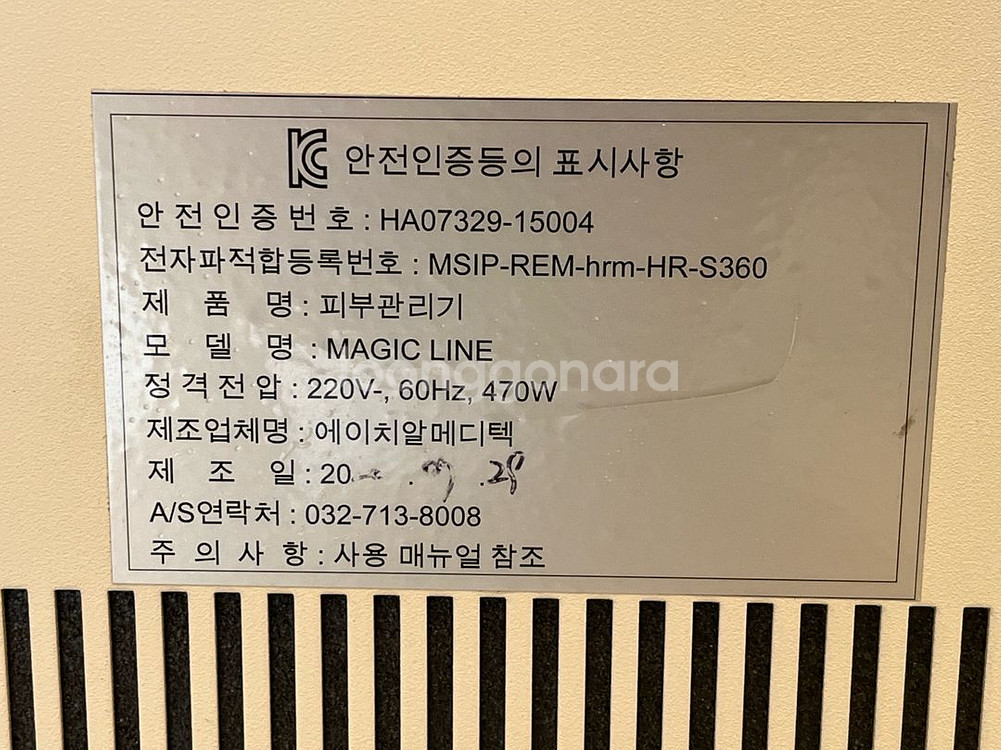 KC 안전인증등의 표시사항
안전인증번호 : HA07329-15004
전자파적합등록번호 : MSIP-REM-hrm-HR-S360
제 품 명 : 피부관리기
모 델 명 : MAGIC LINE
joonggonara
정격전압 : 220V-, 60Hz, 470W
제조업체명 : 에이치알메디텍
제 조 일 : 20 . .28
A/S연락처 : 032-713-8008
주 의 사 항 : 사용 매뉴얼 참조